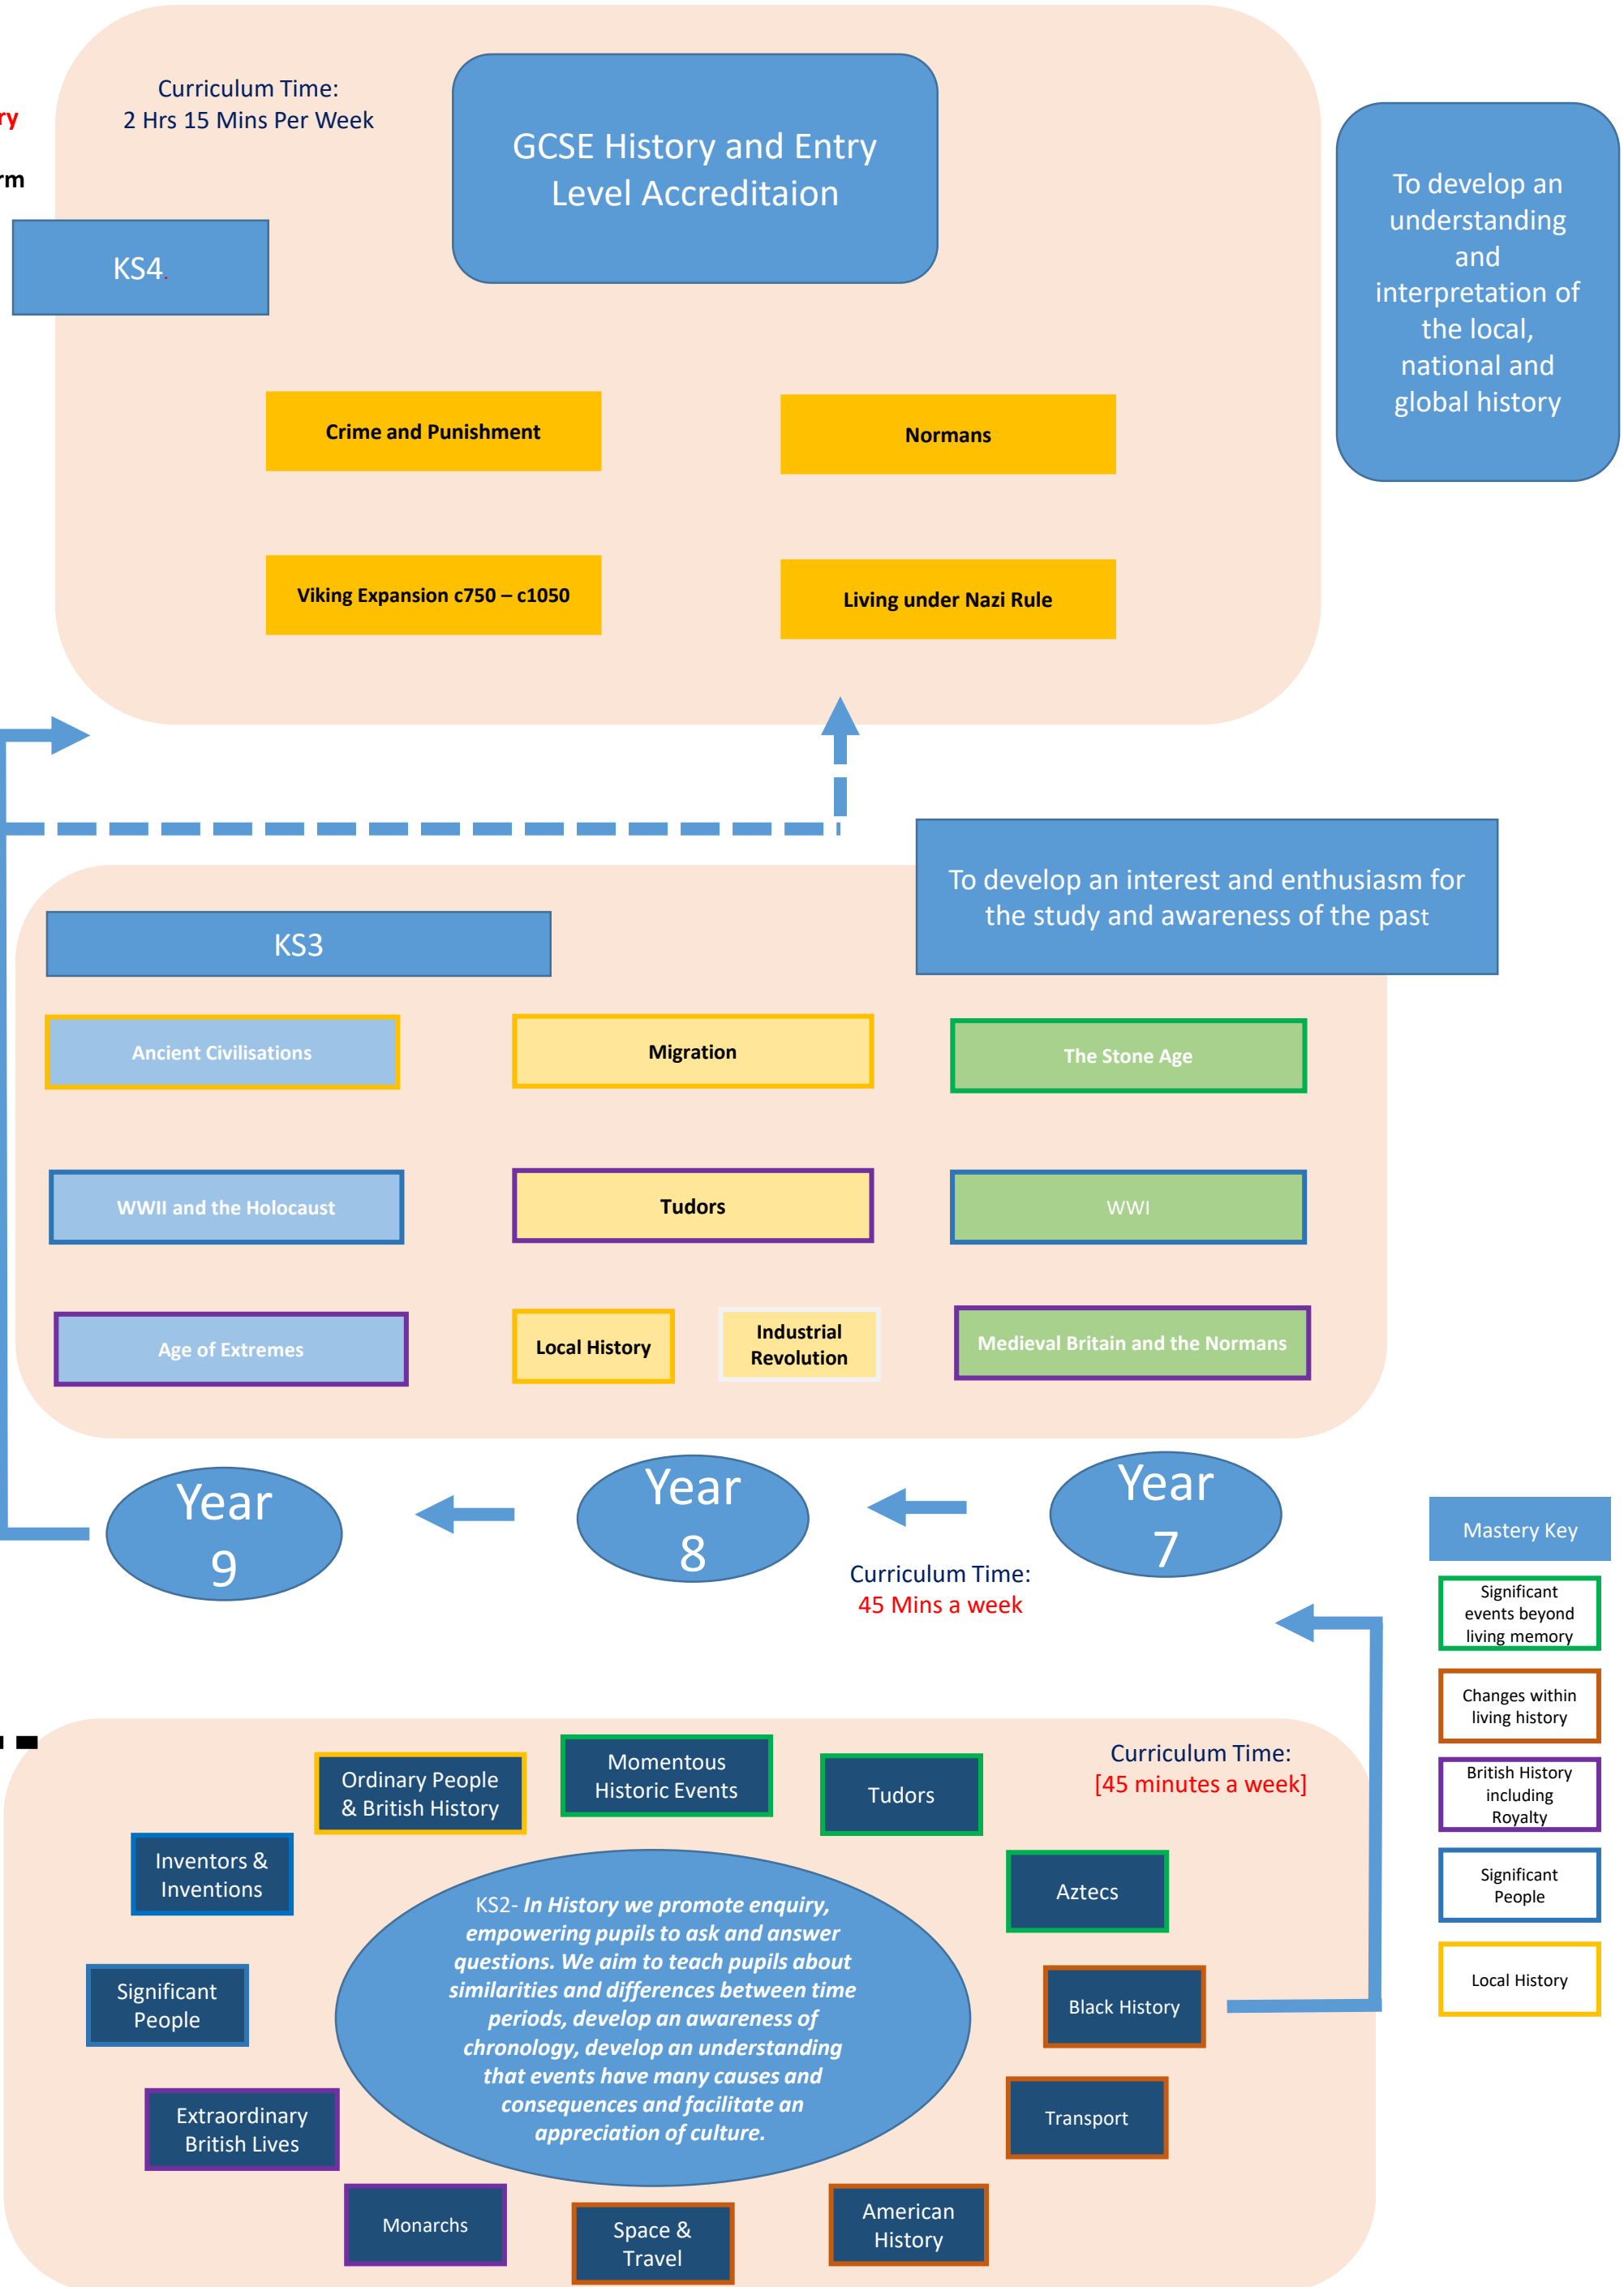 Curriculum Time:
2 Hrs 15 Mins Per Week
ry
rm
GCSE History and Entry
Level Accreditaion
KS4.
To develop an
understanding
and
interpretation of
the local,
national and
global history
Crime and Punishment
Normans
Viking Expansion c750 – c1050
Living under Nazi Rule
To develop an interest and enthusiasm for
the study and awareness of the past
KS3
Ancient Civilisations
Migration
The Stone Age
WWII and the Holocaust
Tudors
WWI
Age of Extremes
Local History
Industrial
Revolution
Medieval Britain and the Normans
Year
9
Year
8
Year
7
Curriculum Time:
45 Mins a week
Mastery Key
Significant
events beyond
living memory
Changes within
living history
British History
including
Royalty
Significant
People
Local History
Ordinary People
& British History
Momentous
Historic Events
Tudors
Curriculum Time:
[45 minutes a week]
Inventors &
Inventions
Aztecs
KS2- In History we promote enquiry,
empowering pupils to ask and answer
questions. We aim to teach pupils about
similarities and differences between time
periods, develop an awareness of
chronology, develop an understanding
that events have many causes and
consequences and facilitate an
appreciation of culture.
Significant
People
Black History
Extraordinary
British Lives
Transport
Monarchs
Space &
Travel
American
History